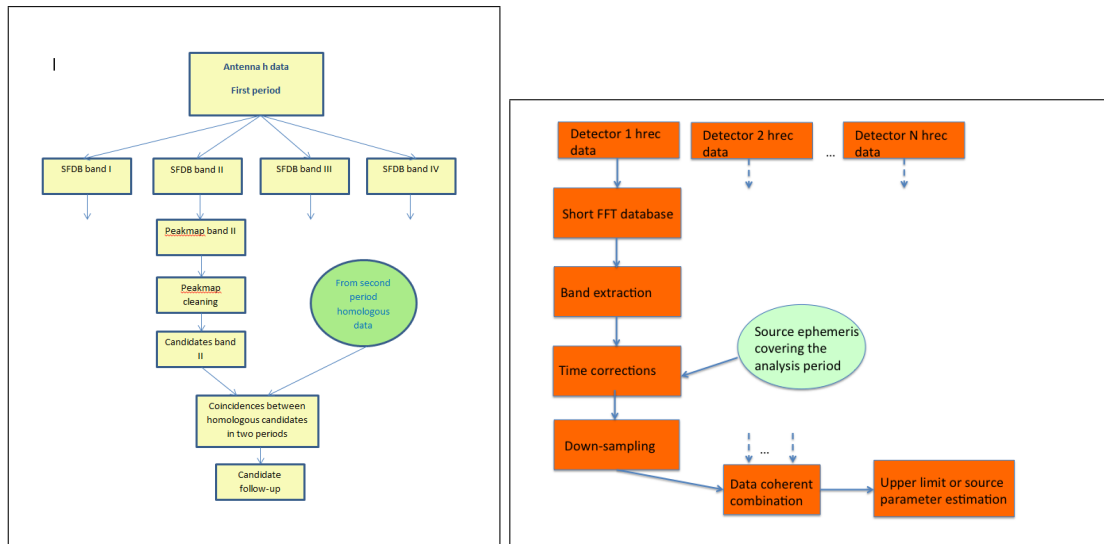 Antenna h data
First period
SFDB band I
SFDB band II
SFDB band III
SFDB band IV
Peakmap band II
Peakmap
cleaning
From second
period
homologous
data
Candidates band
II
Coincidences between
homologous candidates
in two periods
Candidate
follow-up
Detector 1 hrec
data
Detector 2 hrec
data
...
Detector N hrec
data
Short FFT database
Band extraction
Source ephemeris
covering the
analysis period
Time corrections
Down-sampling
...
Data coherent
combination
Upper limit or source
parameter estimation